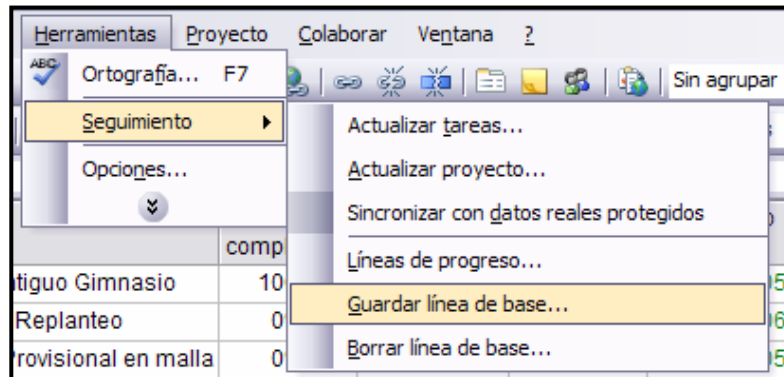 Herramientas Proyecto Colaborar Ventana ?
ABC Ortografía... F7
Sin agrupar
Seguimiento
Actualizar tareas...
Opciones...
Actualizar proyecto...
Sincronizar con datos reales protegidos
Líneas de progreso...
Guardar línea de base...
Borrar línea de base...
comp
tiguo Gimnasio 10
Replanteo 0
rovisional en malla 0